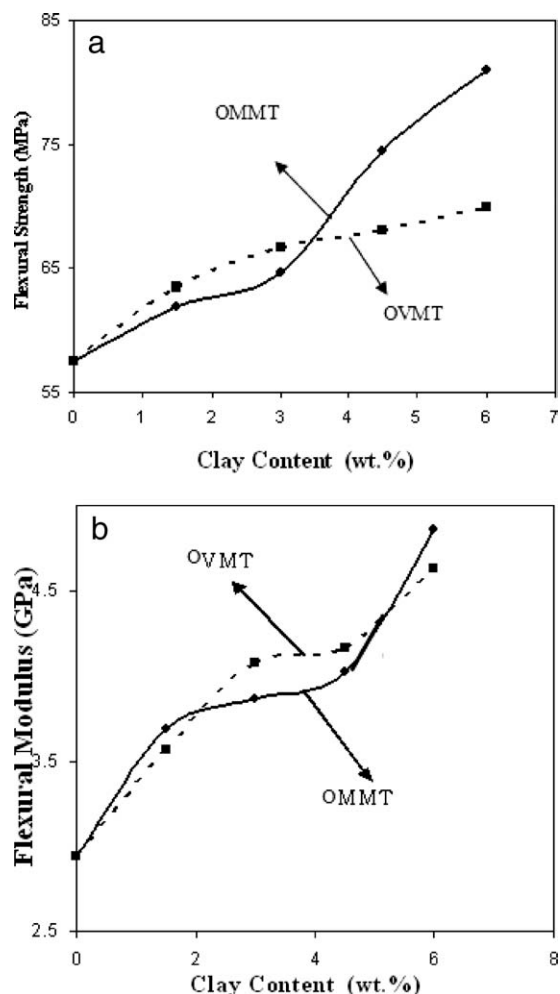 a
85
75
65
55
Flexural Strength (MPa)
OMMT
OVMT
0 1 2 3 4 5 6 7
Clay Content (wt.%)
b
4.5
3.5
2.5
Flexural Modulus (GPa)
OVMT
OMMT
0 2 4 6 8
Clay Content (wt.%)